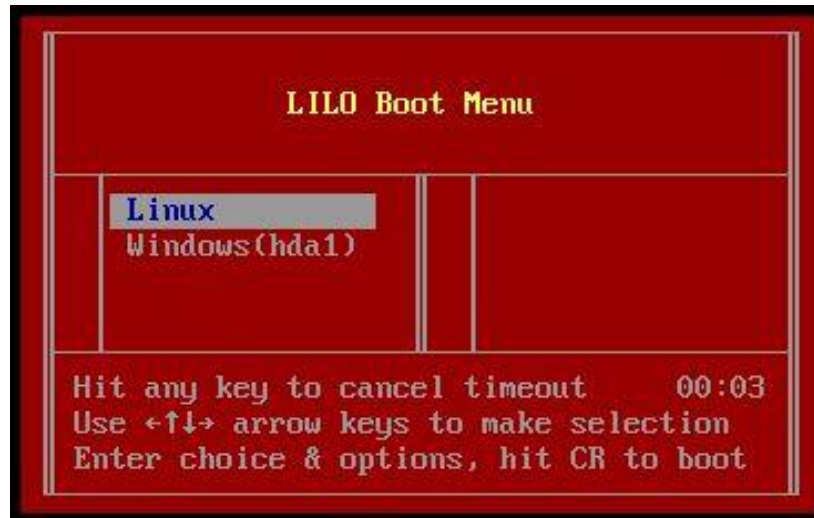 LILO Boot Menu
Linux
Windows(hda1)
Hit any key to cancel timeout 00:03
Use ←↑↓→ arrow keys to make selection
Enter choice & options, hit CR to boot